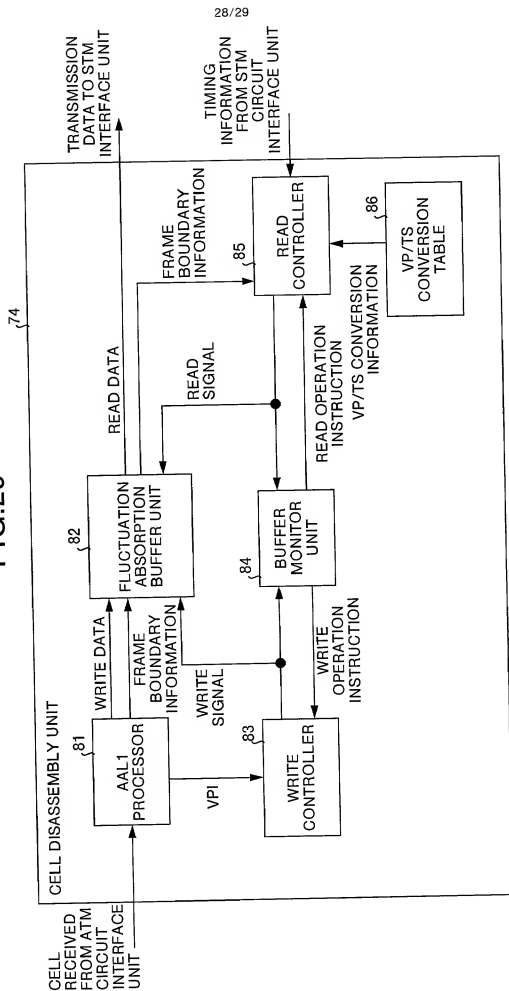 28/29
74
CELL DISASSEMBLY UNIT
CELL
RECEIVED
FROM ATM
CIRCUIT
INTERFACE
UNIT
81
AAL1
PROCESSOR
WRITE DATA
FRAME
BOUNDARY
INFORMATION
WRITE
SIGNAL
VPI
83
WRITE
CONTROLLER
82
FLUCTUATION
ABSORPTION
BUFFER UNIT
84
BUFFER
MONITOR
UNIT
WRITE
OPERATION
INSTRUCTION
READ DATA
FRAME
BOUNDARY
INFORMATION
READ
SIGNAL
READ OPERATION
INSTRUCTION
VP/TS CONVERSION
INFORMATION
85
READ
CONTROLLER
86
VP/TS
CONVERSION
TABLE
TRANSMISSION
DATA TO STM
INTERFACE UNIT
TIMING
INFORMATION
FROM STM
CIRCUIT
INTERFACE UNIT